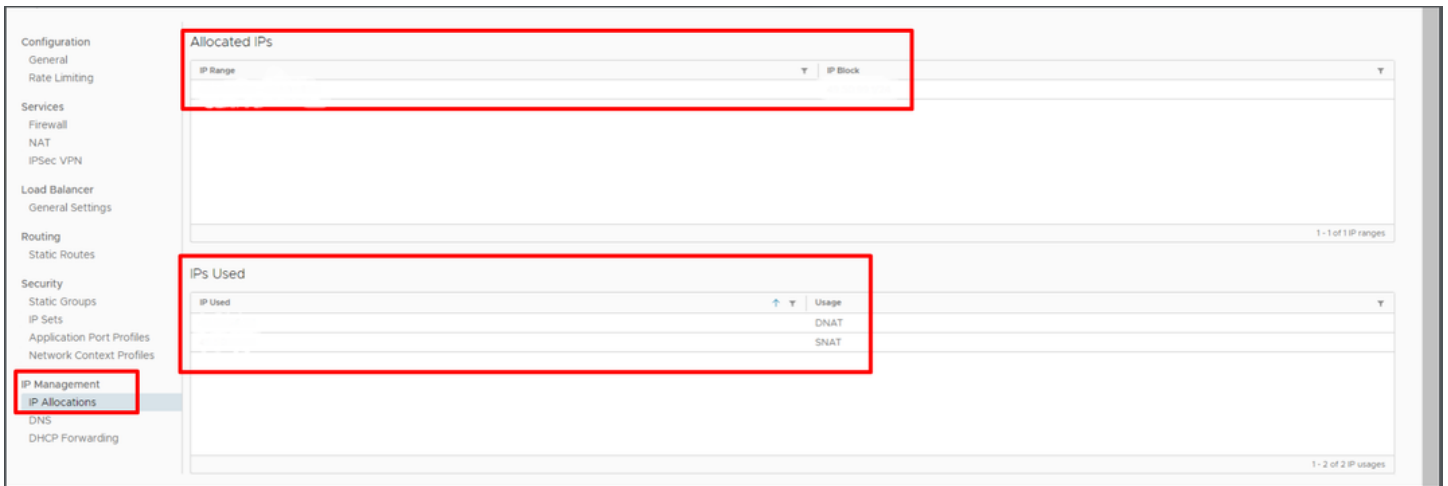 Configuration
General
Rate Limiting
Services
Firewall
NAT
IPSec VPN
Load Balancer
General Settings
Routing
Static Routes
Security
Static Groups
IP Sets
Application Port Profiles
Network Context Profiles
IP Management
IP Allocations
DNS
DHCP Forwarding
Allocated IPs
IP Range IP Block
1 - 1 of 1 IP ranges
IPs Used
IP Used Usage
DNAT
SNAT
1 - 2 of 2 IP usages